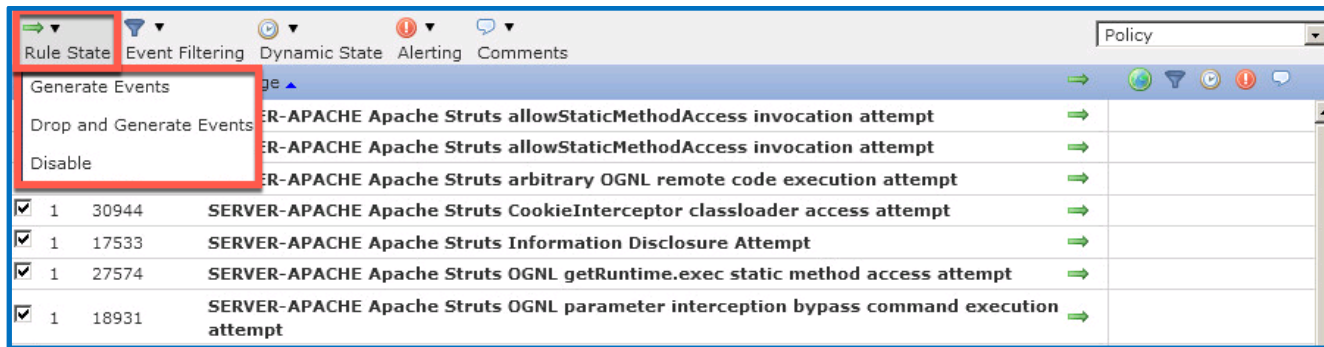 Rule State Event Filtering Dynamic State Alerting Comments Policy
Generate Events
Drop and Generate Events
Disable
ge
ER-APACHE Apache Struts allowStaticMethodAccess invocation attempt
ER-APACHE Apache Struts allowStaticMethodAccess invocation attempt
ER-APACHE Apache Struts arbitrary OGNL remote code execution attempt
1 30944 SERVER-APACHE Apache Struts CookieInterceptor classloader access attempt
1 17533 SERVER-APACHE Apache Struts Information Disclosure Attempt
1 27574 SERVER-APACHE Apache Struts OGNL getRuntime.exec static method access attempt
1 18931 SERVER-APACHE Apache Struts OGNL parameter interception bypass command execution
attempt